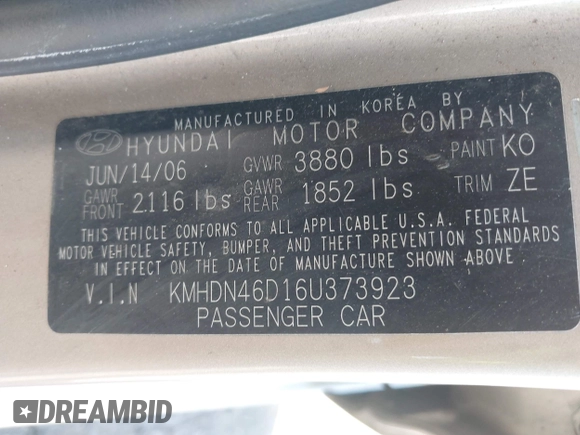 MANUFACTURED IN KOREA BY
HYUNDAI MOTOR COMPANY
JUN/14/06 GVWR 3880 lbs PAINT KO
GAWR FRONT 2116 lbs GAWR REAR 1852 lbs TRIM ZE
THIS VEHICLE CONFORMS TO ALL APPLICABLE U.S.A. FEDERAL
MOTOR VEHICLE SAFETY, BUMPER, AND THEFT PREVENTION STANDARDS
IN EFFECT ON THE DATE OF MANUFACTURE SHOWN ABOVE.
V.I.N KMHDN46D16U373923
PASSENGER CAR
DREAMBID